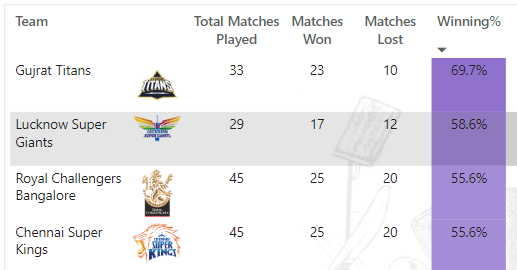 Team Total Matches Matches Matches Winning%
Played Won Lost
Gujrat Titans 33 23 10 69.7%
TITANS
Lucknow Super 29 17 12 58.6%
Giants
LUCKNOW
SUPER GIANTS
Royal Challengers 45 25 20 55.6%
Bangalore
Chennai Super 45 25 20 55.6%
Kings
CHENNAI
SUPER
KINGS